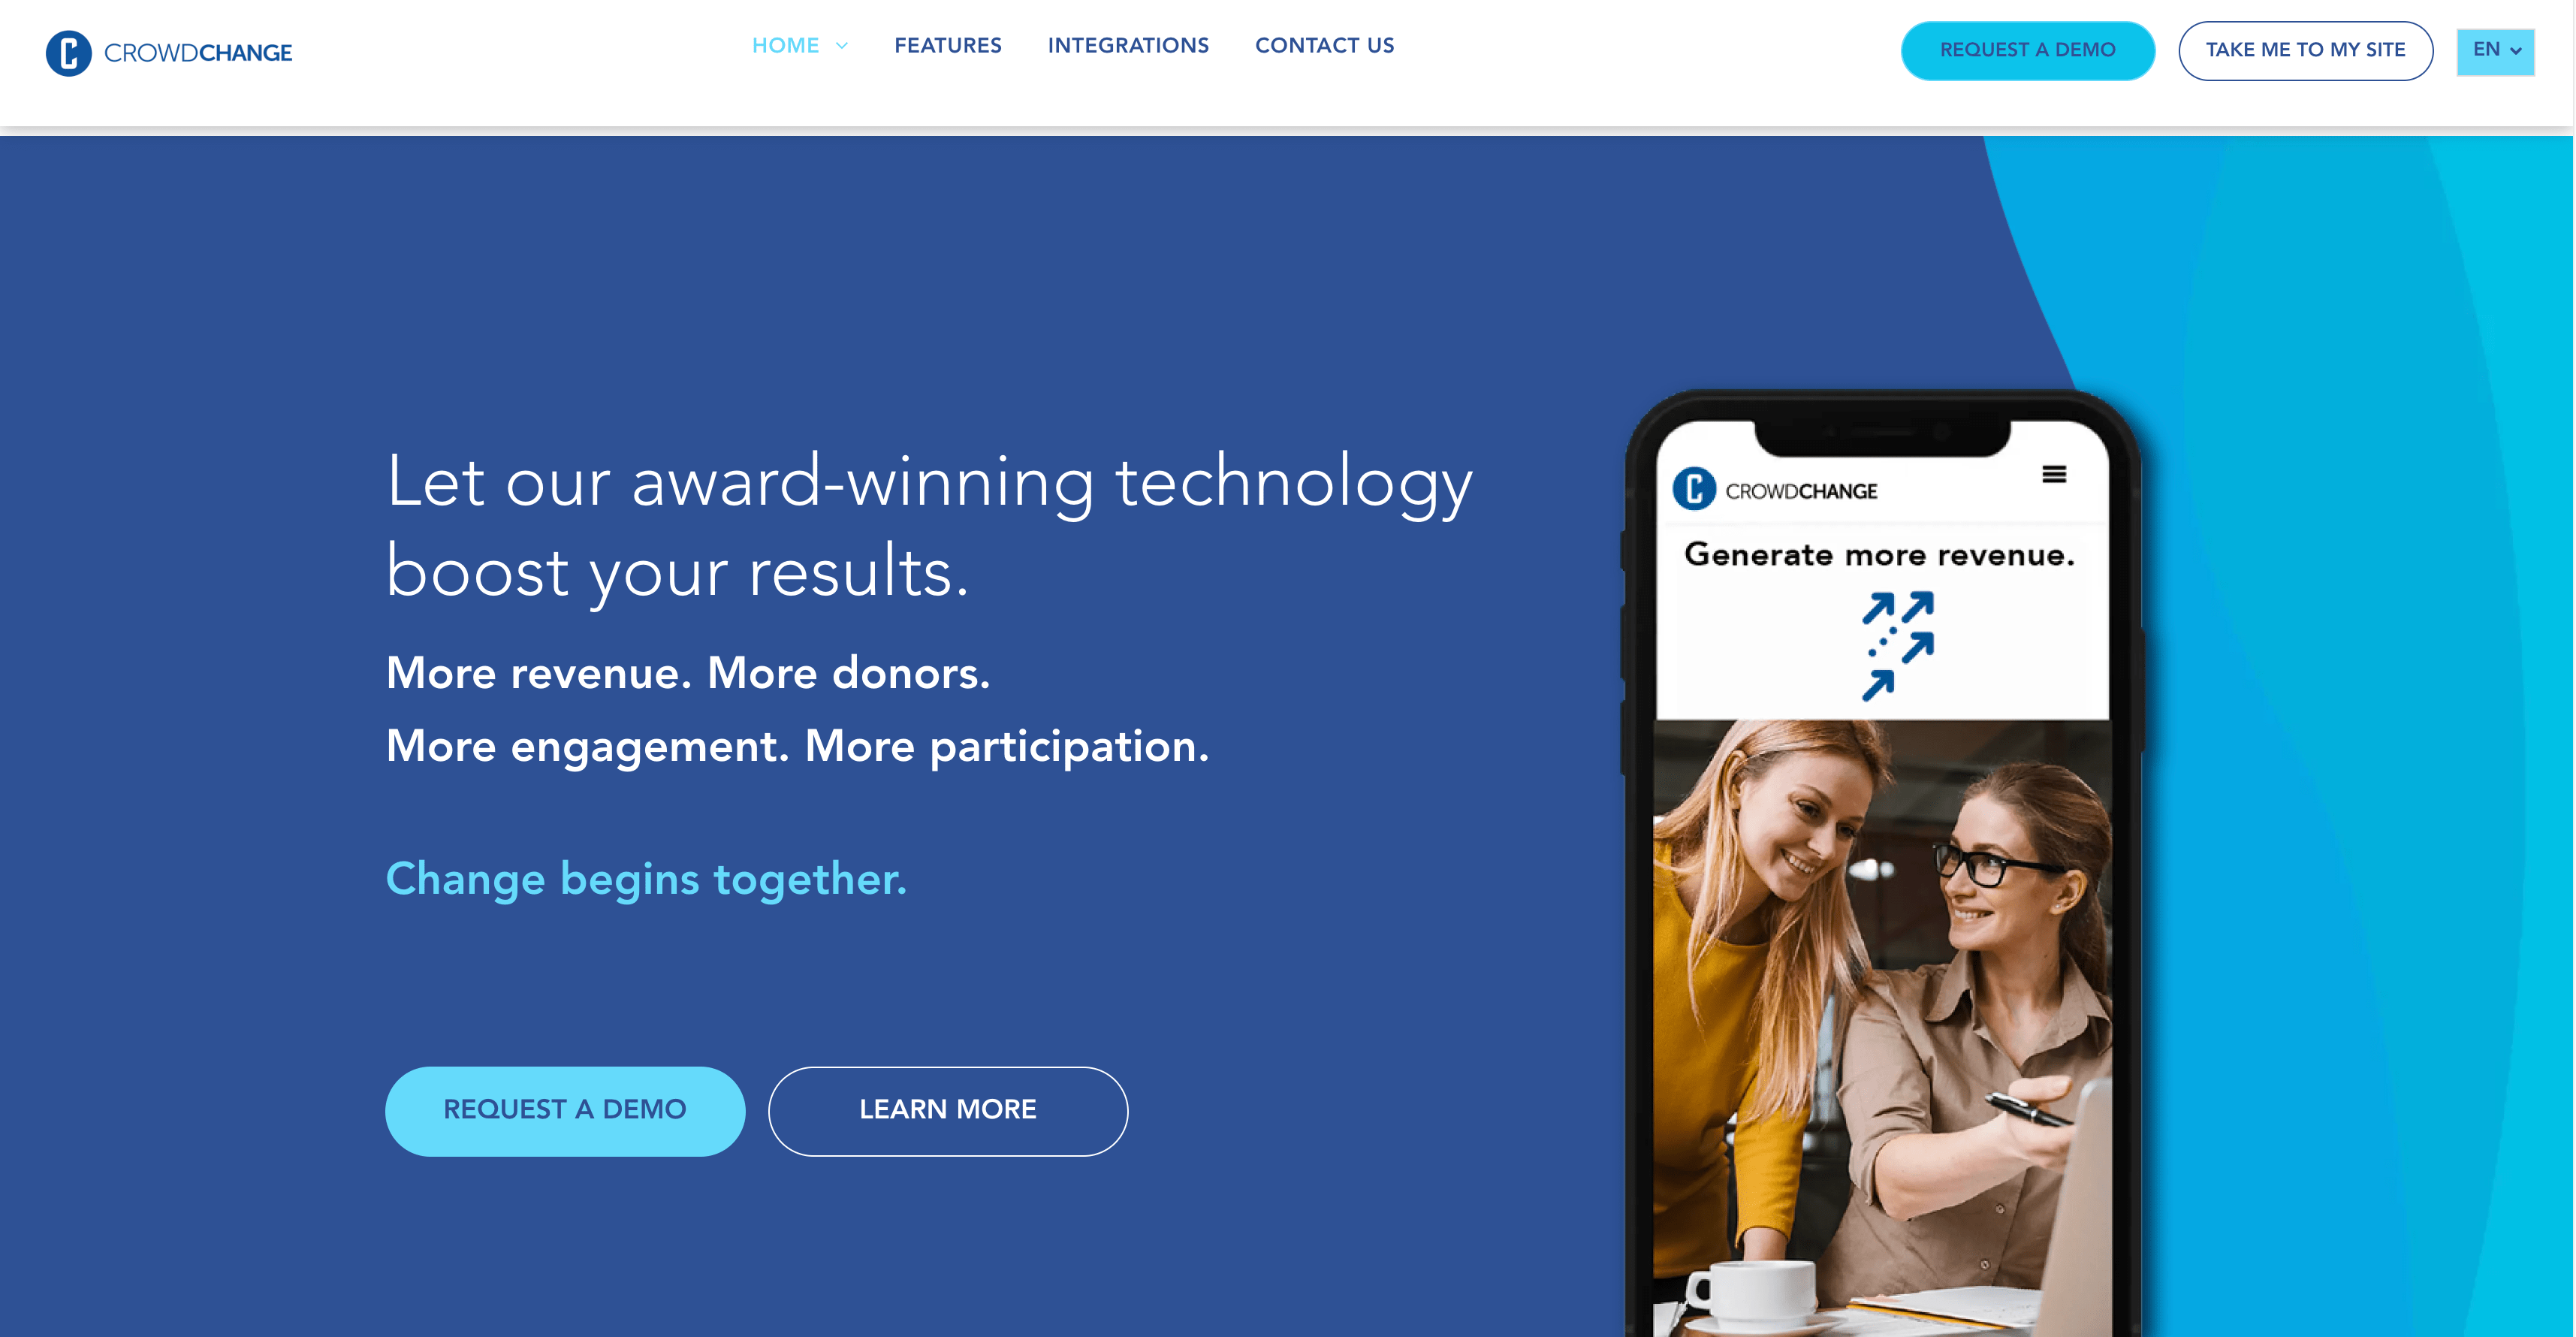 CROWDCHANGE
HOME
FEATURES
INTEGRATIONS
CONTACT US
REQUEST A DEMO
TAKE ME TO MY SITE
EN
Let our award-winning technology
boost your results.
More revenue. More donors.
More engagement. More participation.
Change begins together.
REQUEST A DEMO
LEARN MORE
CROWDCHANGE
Generate more revenue.